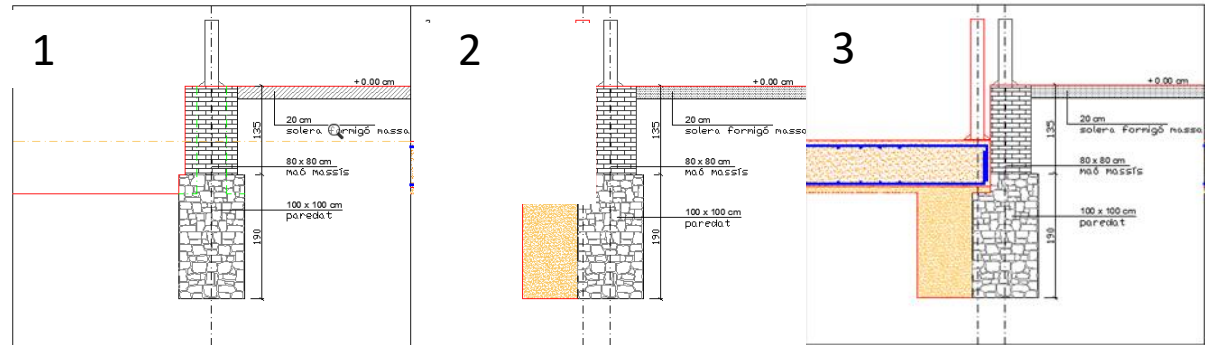 1
+0.00 cm
20 cm
solera formigó massa
135
80 x 80 cm
maó massís
100 x 100 cm
paredat
190
2
+0.00 cm
20 cm
solera formigó massa
135
80 x 80 cm
maó massís
100 x 100 cm
paredat
190
3
+0.00 cm
20 cm
solera formigó massa
135
80 x 80 cm
maó massís
100 x 100 cm
paredat
190